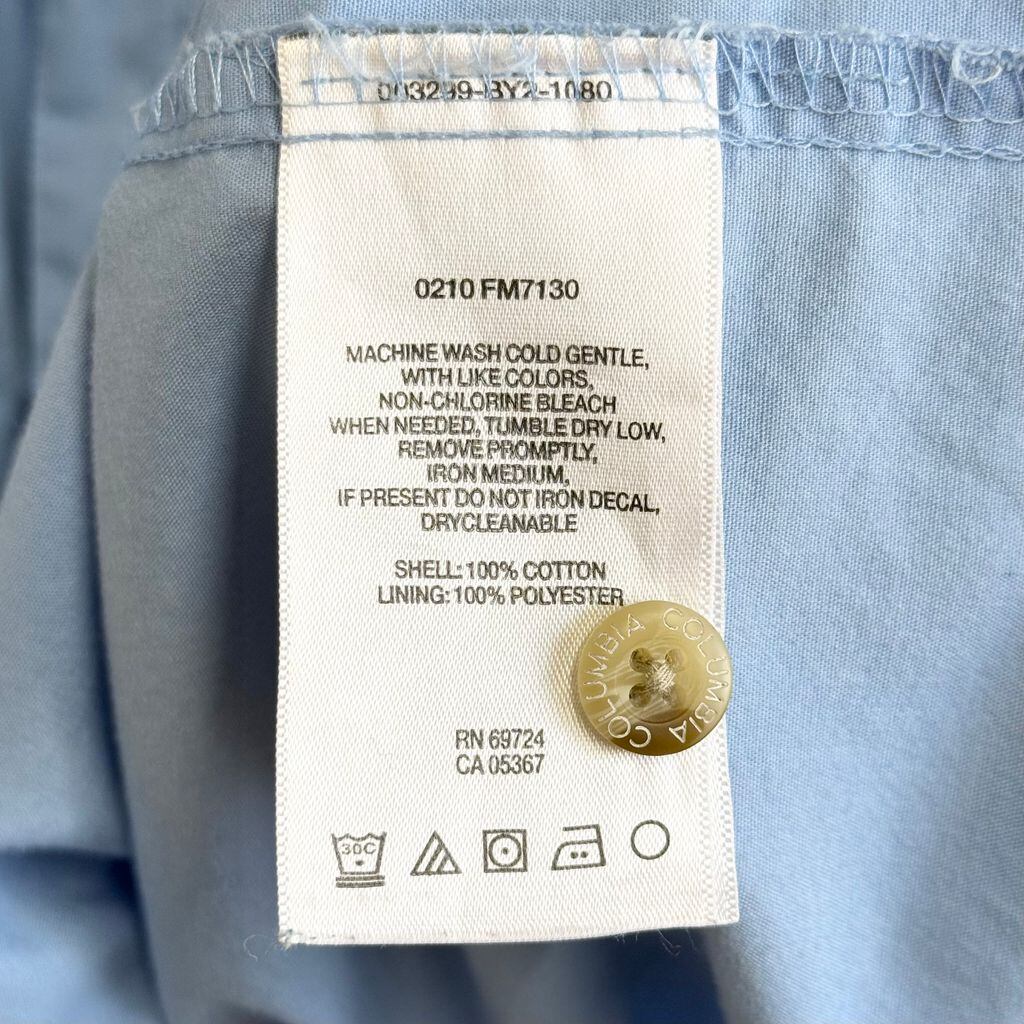 0210 FM7130
MACHINE WASH COLD GENTLE,
WITH LIKE COLORS,
NON-CHLORINE BLEACH
WHEN NEEDED, TUMBLE DRY LOW,
REMOVE PROMPTLY,
IRON MEDIUM,
IF PRESENT DO NOT IRON DECAL,
DRYCLEANABLE
SHELL: 100% COTTON
LINING: 100% POLYESTER
COLUMBIA COLUMBIA
RN 69724
CA 05367
30C